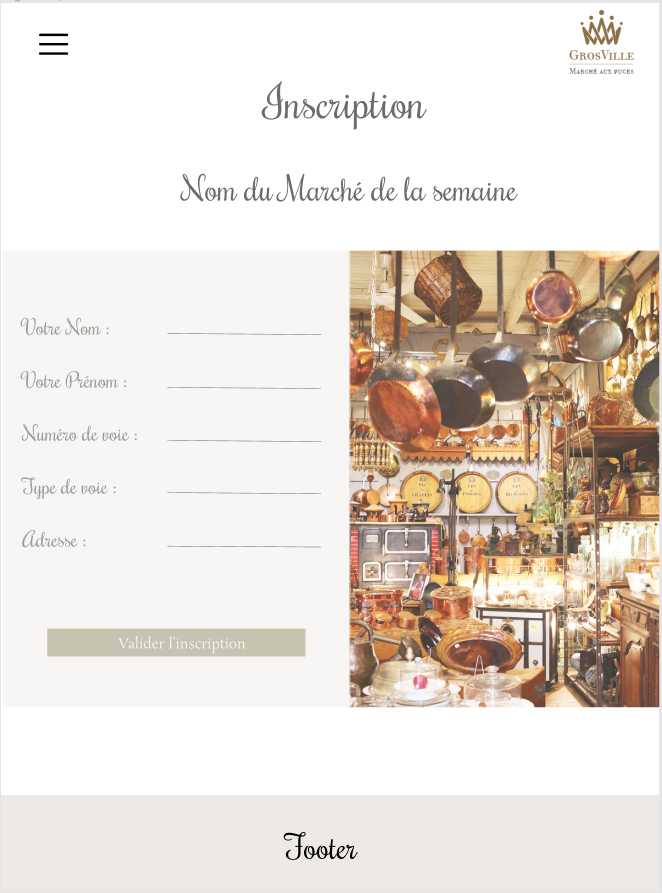 GROSVILLE
MARCHÉ AUX PUCES
Inscription
Nom du Marché de la semaine
Votre Nom :
Votre Prénom :
Numéro de voie :
Type de voie :
Adresse :
Valider l'inscription
Footer